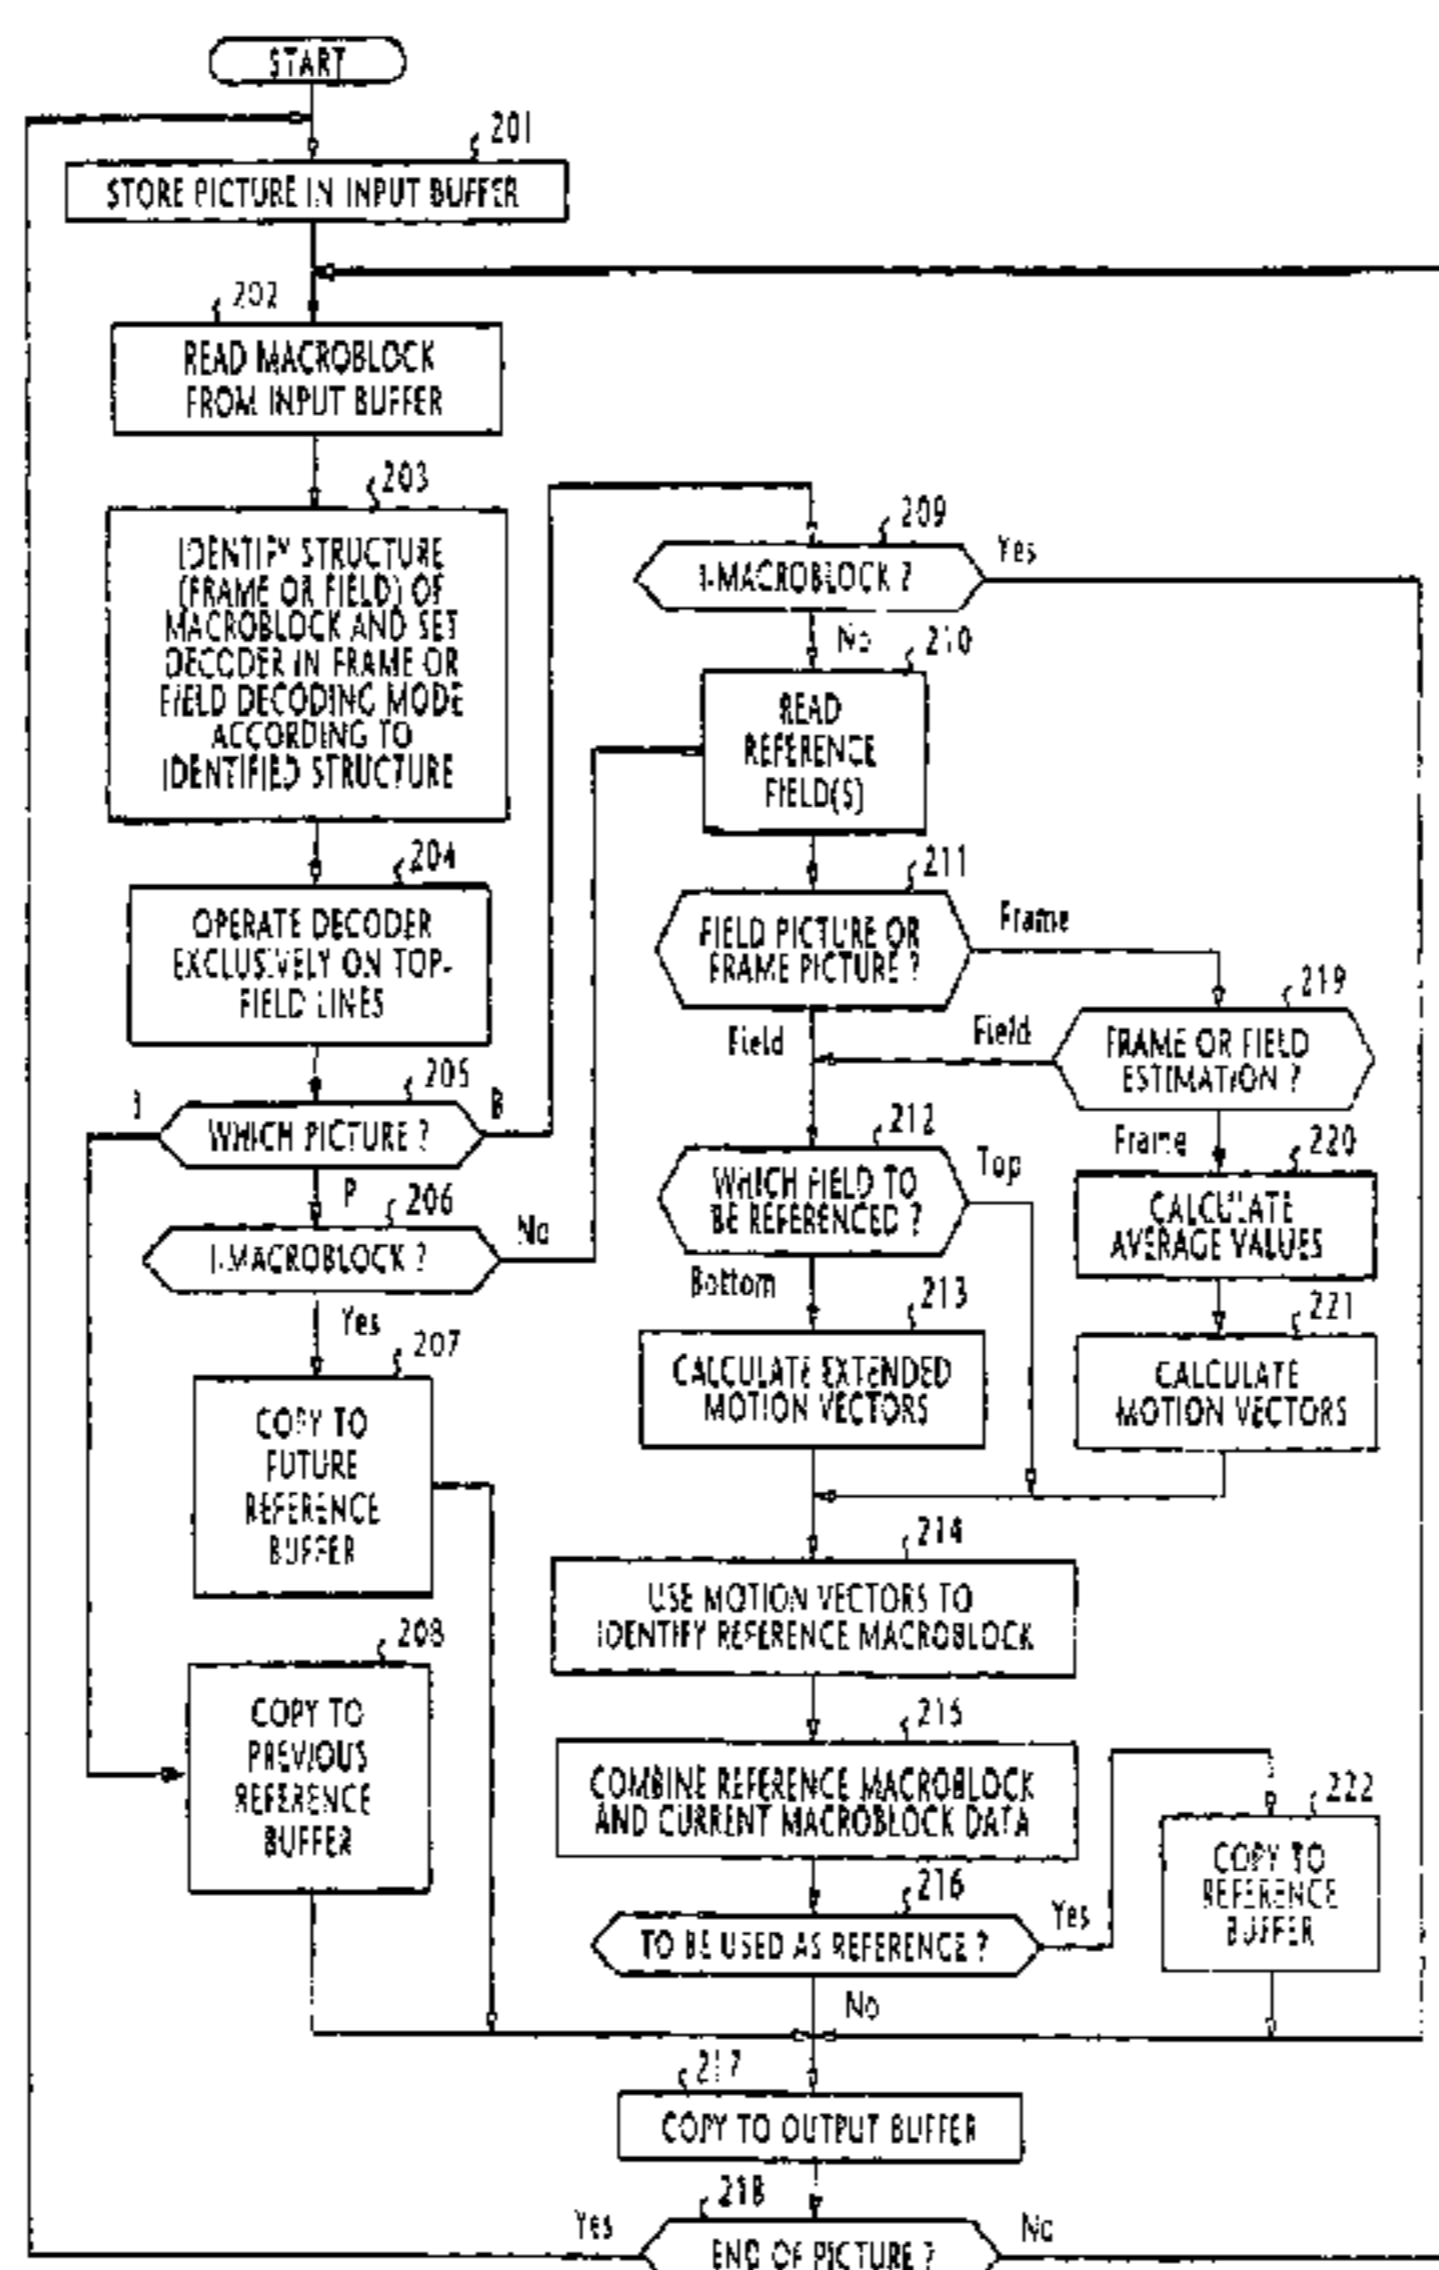 START
201
STORE PICTURE IN INPUT BUFFER
202
READ MACROBLOCK
FROM INPUT BUFFER
203
IDENTIFY STRUCTURE
(FRAME OR FIELD) OF
MACROBLOCK AND SET
DECODER IN FRAME OR
FIELD DECODING MODE
ACCORDING TO
IDENTIFIED STRUCTURE
204
OPERATE DECODER
EXCLUSIVELY ON TOP-
FIELD LINES
205
I
WHICH PICTURE ?
B
P
206
I-MACROBLOCK ?
No
Yes
207
COPY TO
FUTURE
REFERENCE
BUFFER
208
COPY TO
PREVIOUS
REFERENCE
BUFFER
209
I-MACROBLOCK ?
Yes
No
210
READ
REFERENCE
FIELD(S)
211
FIELD PICTURE OR
FRAME PICTURE ?
Frame
Field
219
FRAME OR FIELD
ESTIMATION ?
Field
Frame
212
WHICH FIELD TO
BE REFERENCED ?
Top
Bottom
220
CALCULATE
AVERAGE VALUES
213
CALCULATE EXTENDED
MOTION VECTORS
221
CALCULATE
MOTION VECTORS
214
USE MOTION VECTORS TO
IDENTIFY REFERENCE MACROBLOCK
215
COMBINE REFERENCE MACROBLOCK
AND CURRENT MACROBLOCK DATA
216
TO BE USED AS REFERENCE ?
Yes
No
222
COPY TO
REFERENCE
BUFFER
217
COPY TO OUTPUT BUFFER
218
Yes
END OF PICTURE ?
No